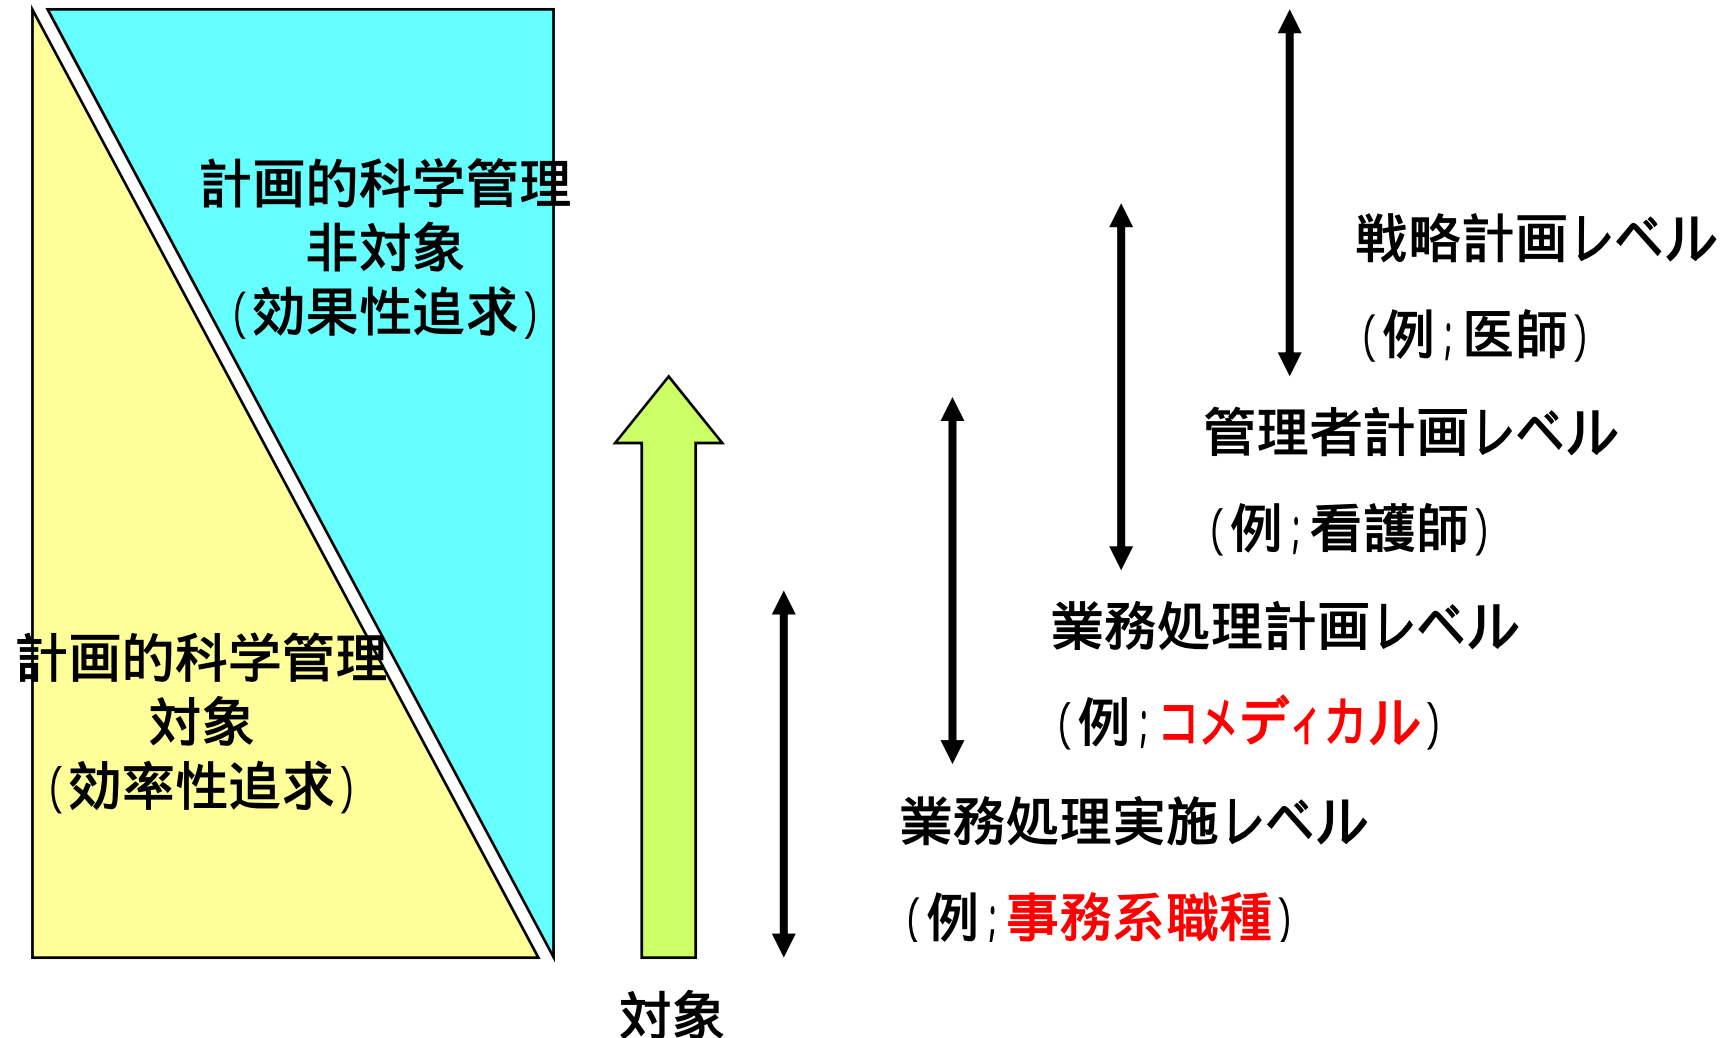 計画的科学管理
非対象
（効果性追求）
計画的科学管理
対象
（効率性追求）
戦略計画レベル
（例；医師）
管理者計画レベル
（例；看護師）
業務処理計画レベル
（例；コメディカル）
業務処理実施レベル
（例；事務系職種）
対象